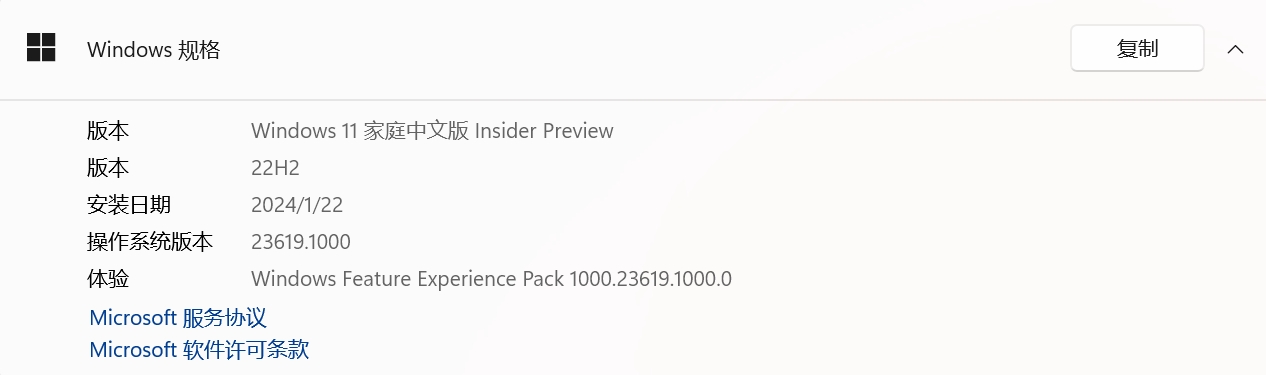 Windows 规格 复制
版本 Windows 11 家庭中文版 Insider Preview
版本 22H2
安装日期 2024/1/22
操作系统版本 23619.1000
体验 Windows Feature Experience Pack 1000.23619.1000.0
Microsoft 服务协议
Microsoft 软件许可条款